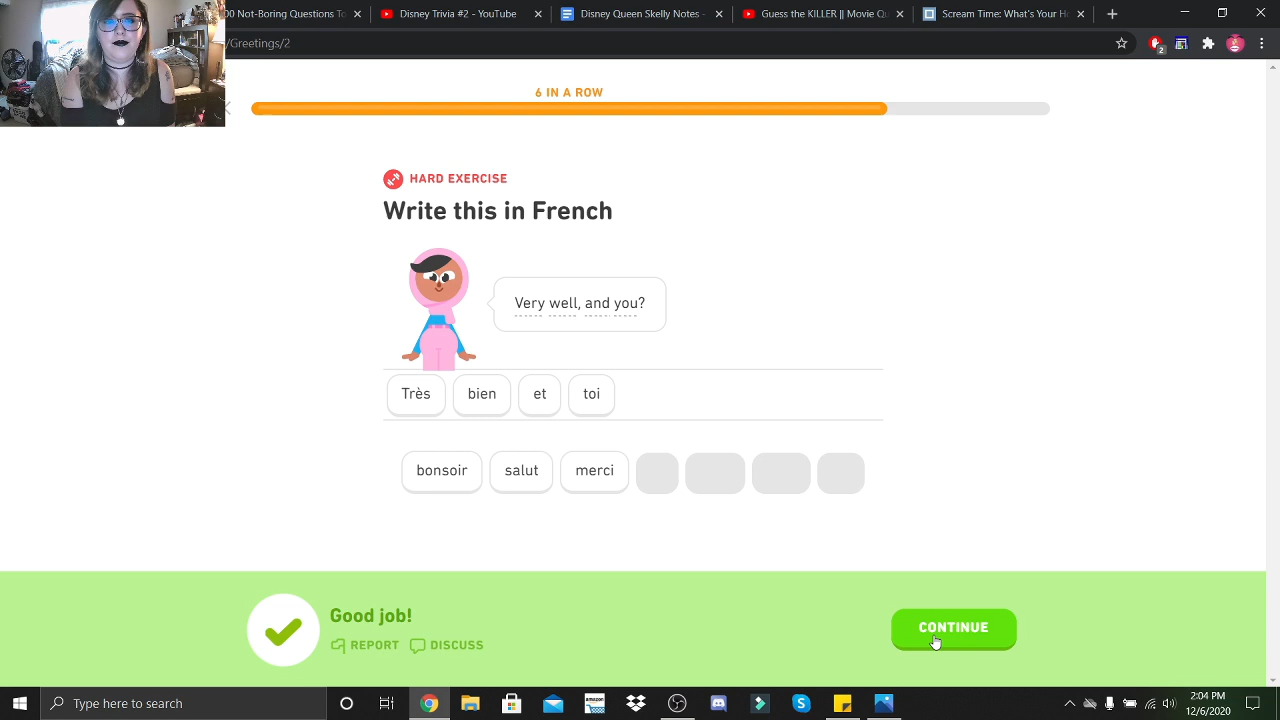 00 Not-Boring Questions To
Disney Trivia #2 - YouTube
Disney Queen Shelly Notes -
Guess the KILLER || Movie C
Scream Time: What's Your H
/Greetings/2
2
6 IN A ROW
HARD EXERCISE
Write this in French
Very well, and you?
Très bien et toi
bonsoir salut merci
Good job!
REPORT DISCUSS
CONTINUE
Type here to search
amazon
2:04 PM
12/6/2020